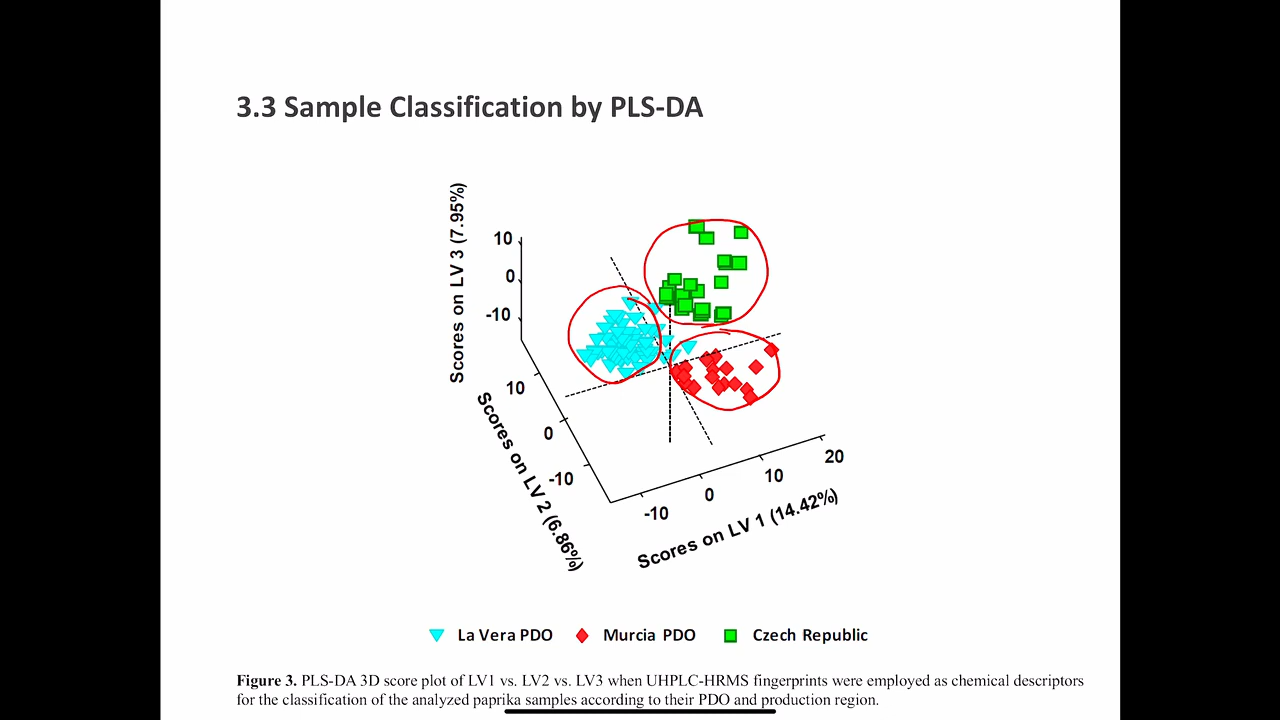 3.3 Sample Classification by PLS-DA
Scores on LV 3 (7.95%)
10
0
-10
Scores on LV 2 (6.86%)
10
0
-10
Scores on LV 1 (14.42%)
-10
0
10
20
La Vera PDO
Murcia PDO
Czech Republic
Figure 3. PLS-DA 3D score plot of LV1 vs. LV2 vs. LV3 when UHPLC-HRMS fingerprints were employed as chemical descriptors
for the classification of the analyzed paprika samples according to their PDO and production region.